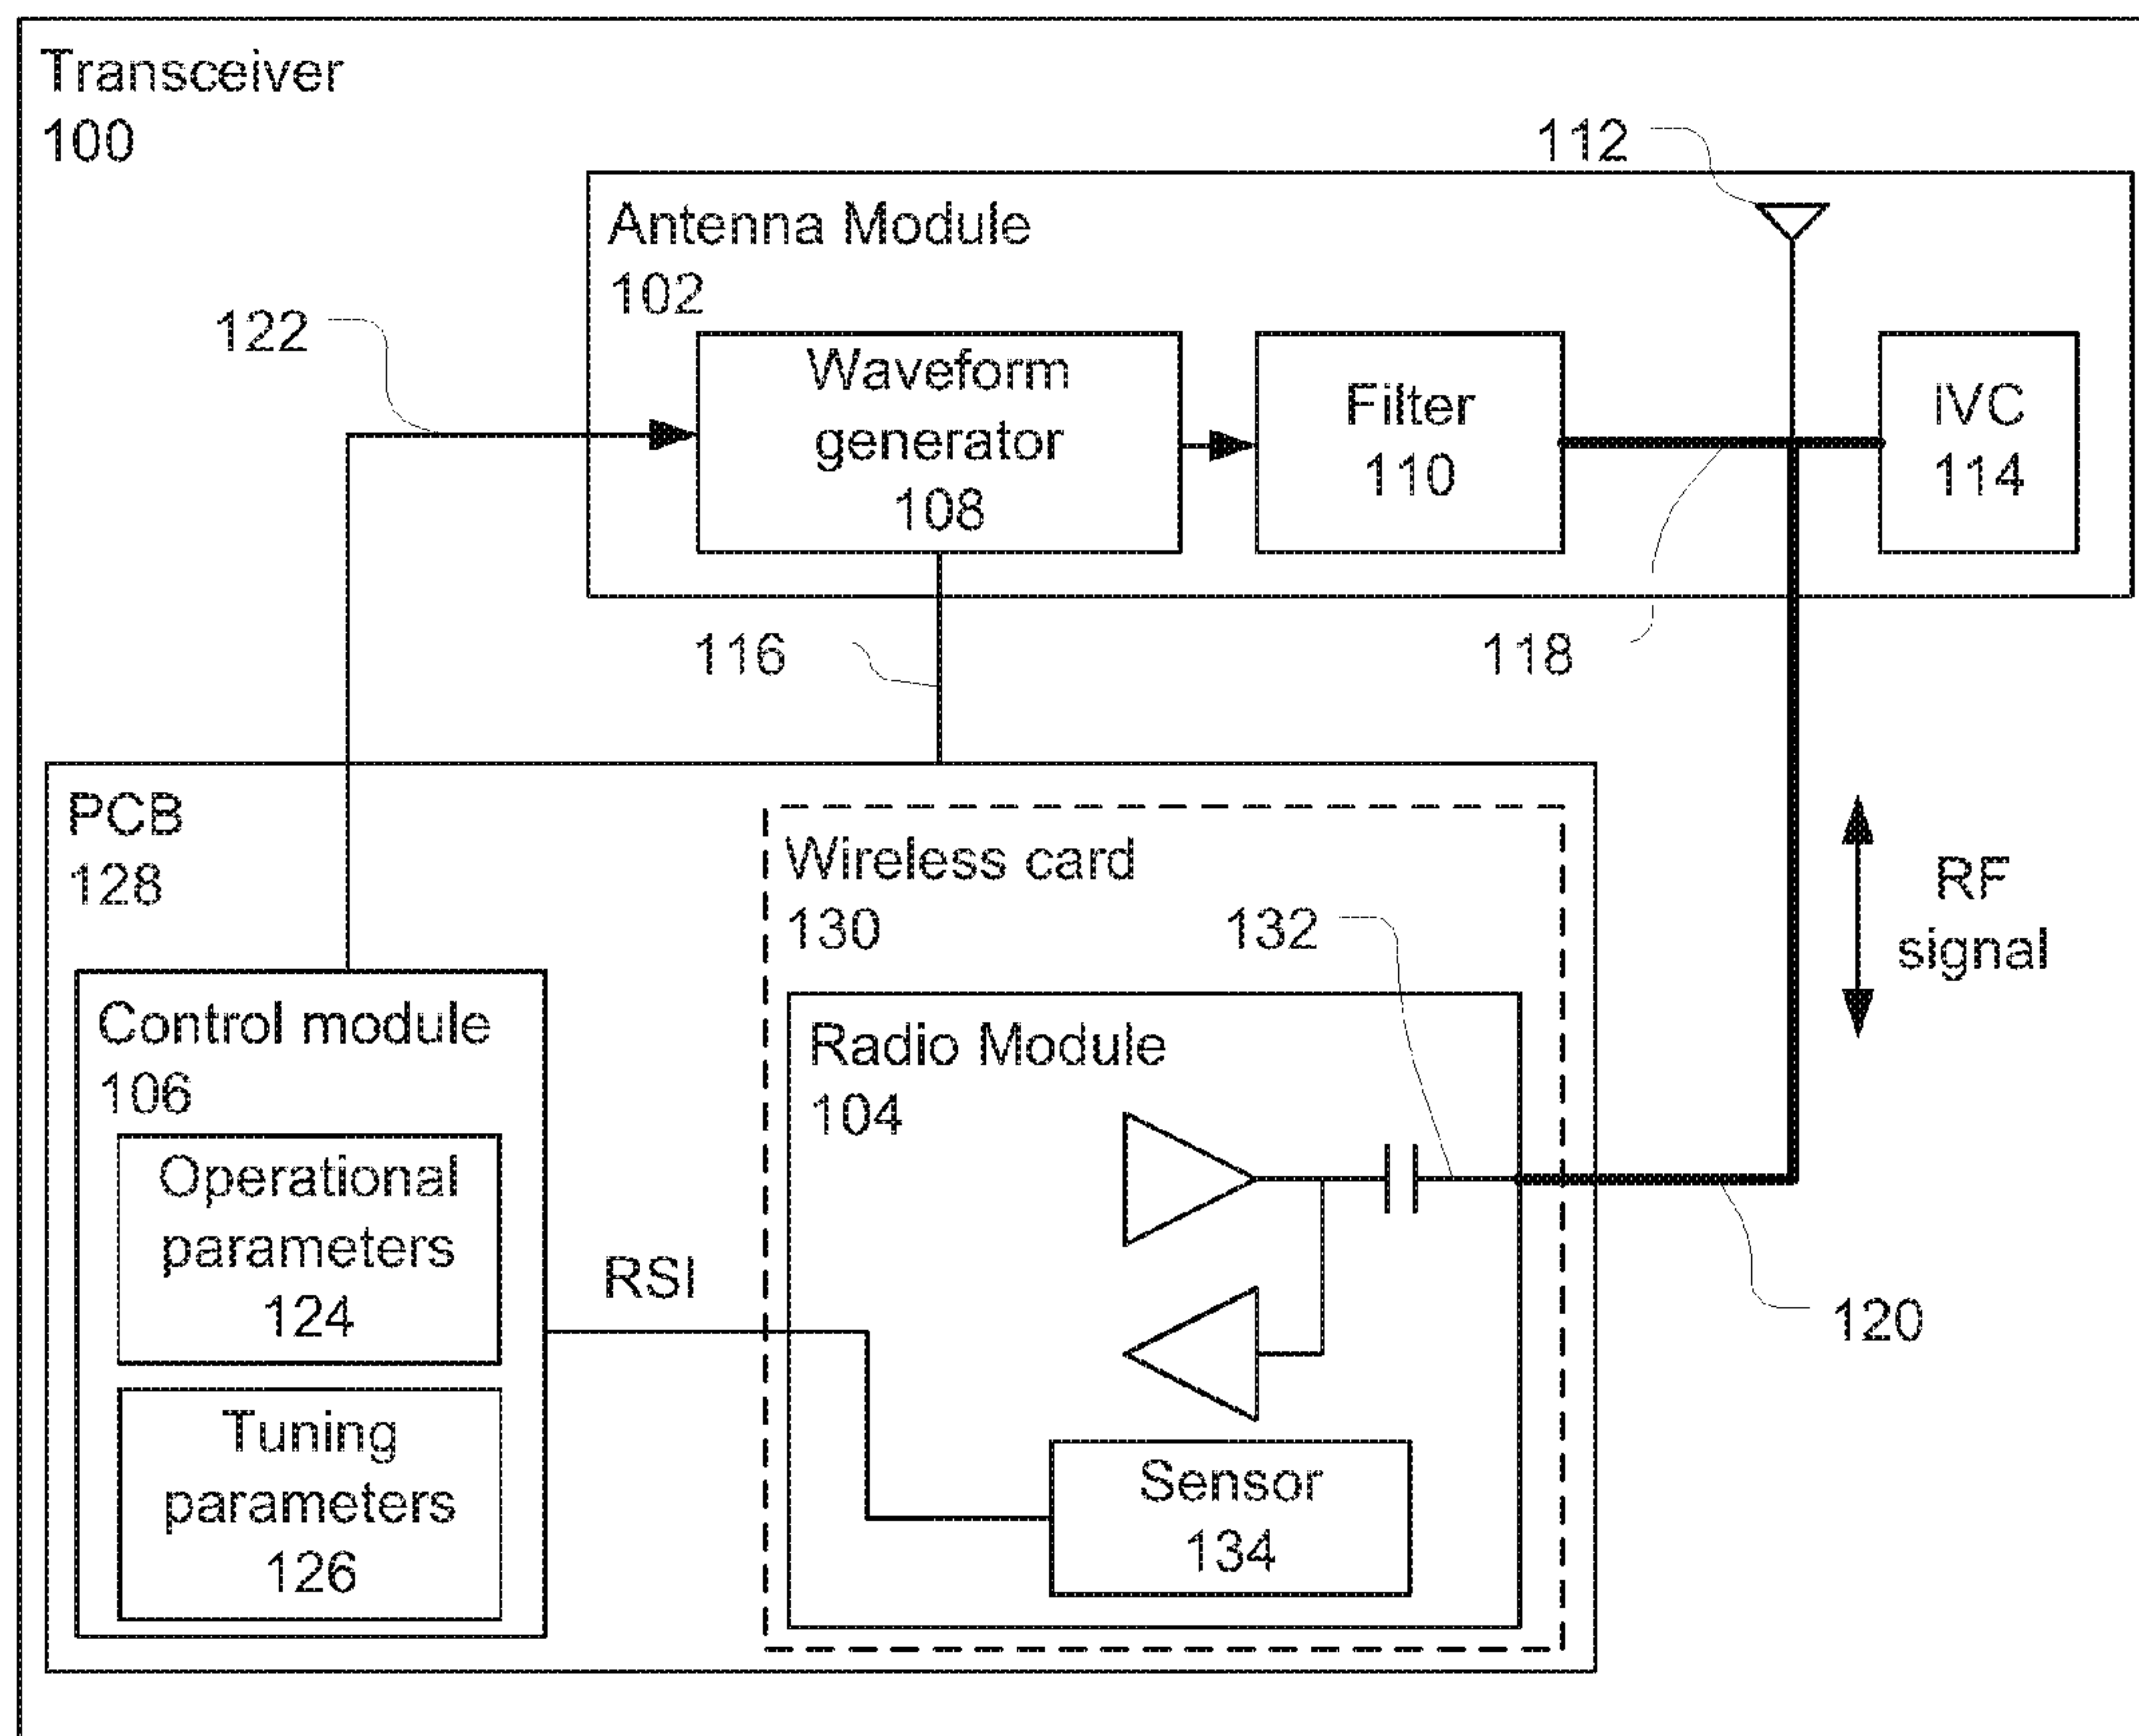 Transceiver
100
112
Antenna Module
102
122
Waveform
generator
108
Filter
110
IVC
114
116
118
PCB
128
Wireless card
130
132
RF
signal
Control module
106
Radio Module
104
Operational
parameters
124
RSI
120
Tuning
parameters
126
Sensor
134